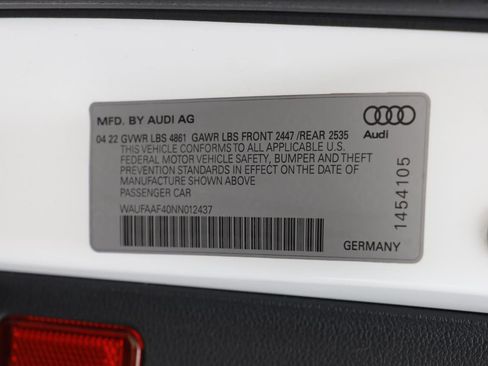 MFD. BY AUDI AG
04 22 GVWR LBS 4861 GAWR LBS FRONT 2447 /REAR 2535
THIS VEHICLE CONFORMS TO ALL APPLICABLE U.S.
FEDERAL MOTOR VEHICLE SAFETY, BUMPER AND THEFT
PREVENTION STANDARDS IN EFFECT ON THE DATE OF
MANUFACTURE SHOWN ABOVE
PASSENGER CAR
WAUFAAF40NN012437
Audi
1454105
GERMANY